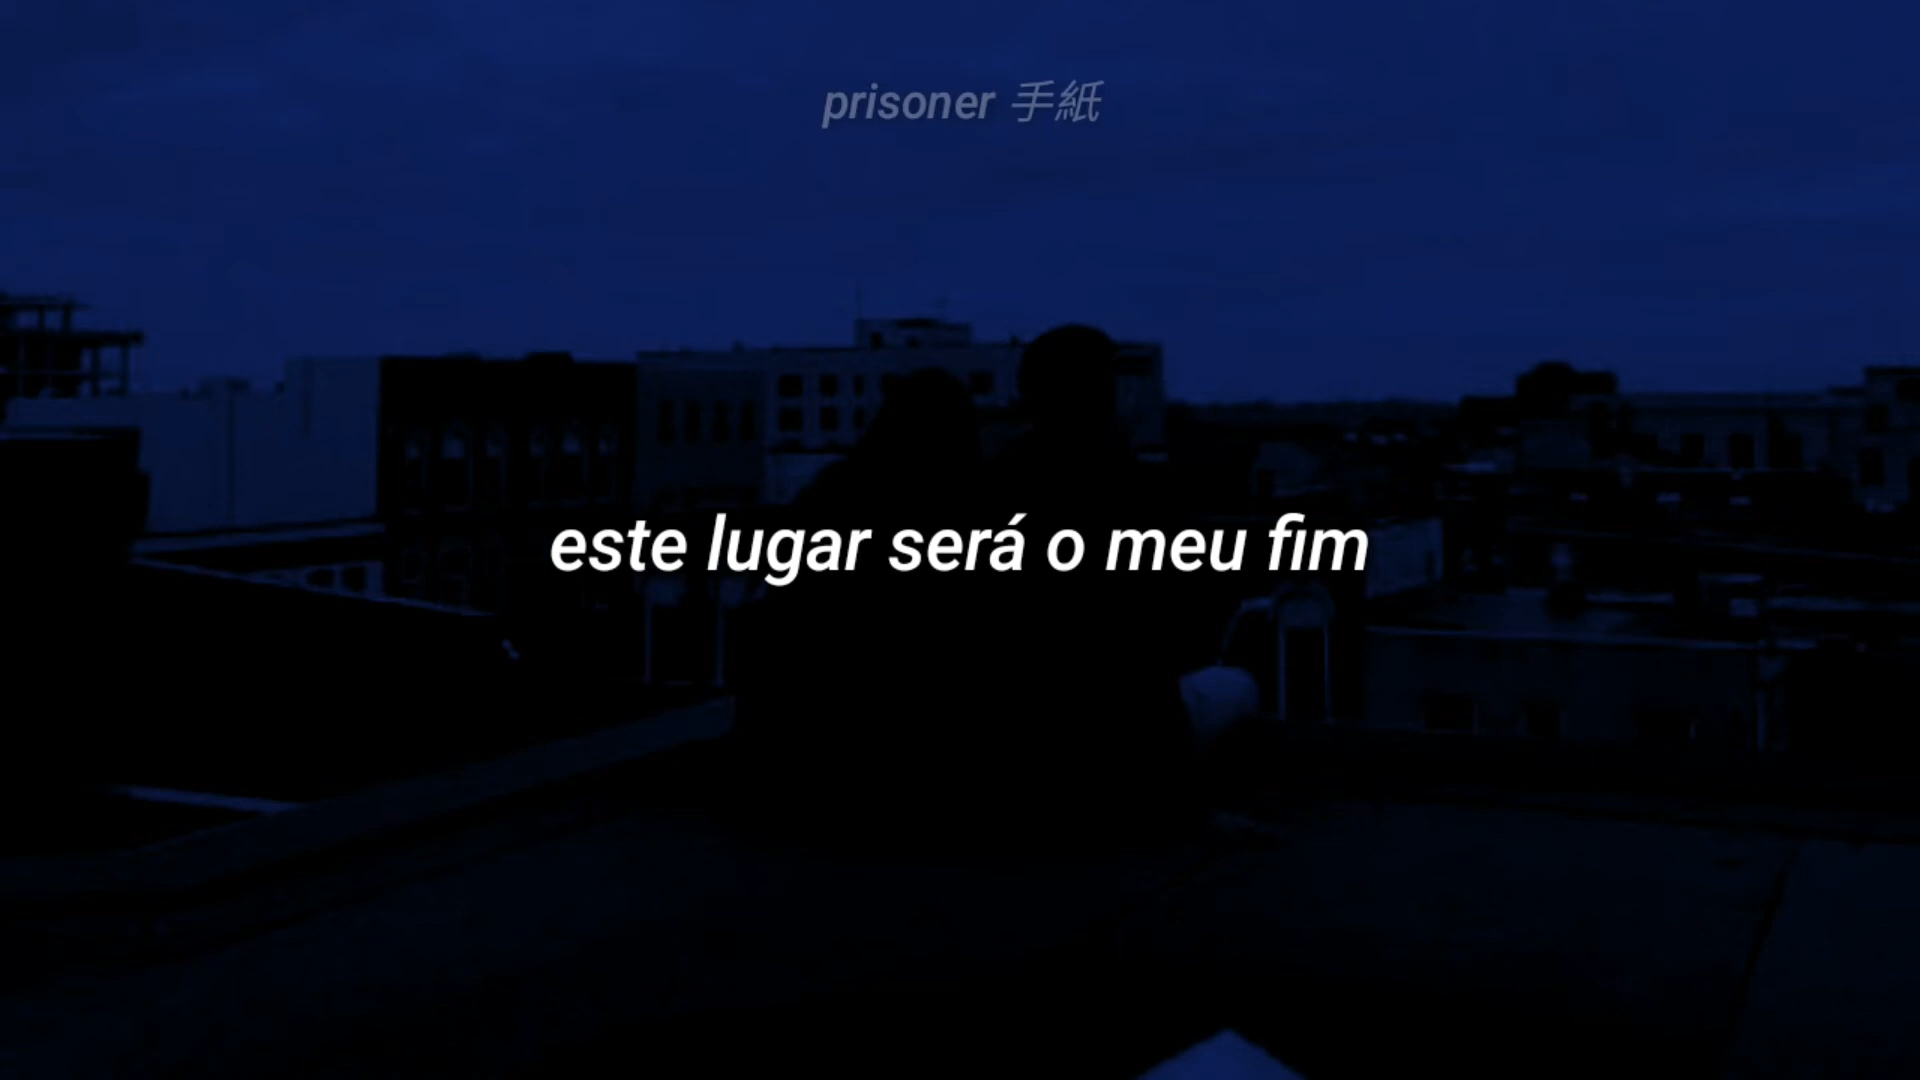 prisoner 手紙
este lugar será o meu fim